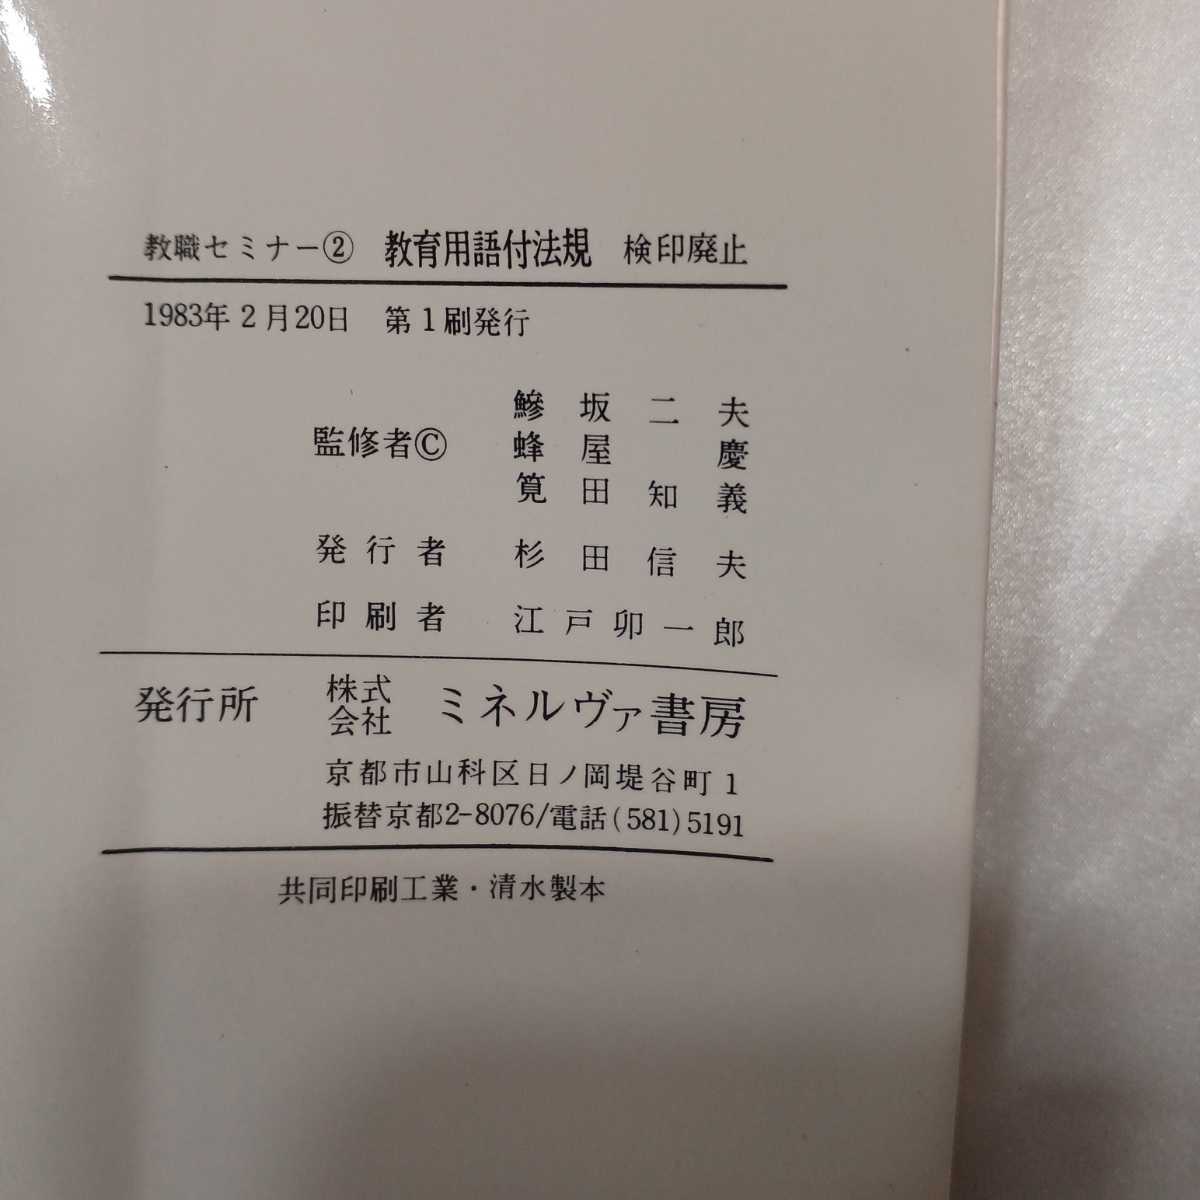 教職セミナー② 教育用語付法規 検印廃止
1983年2月20日 第1刷発行
鰺坂二夫
監修者Ⓒ 蜂屋慶
筧田知義
発行者 杉田信夫
印刷者 江戸卯一郎
発行所 株式会社 ミネルヴァ書房
京都市山科区日ノ岡堤谷町1
振替京都2-8076/電話(581)5191
共同印刷工業・清水製本